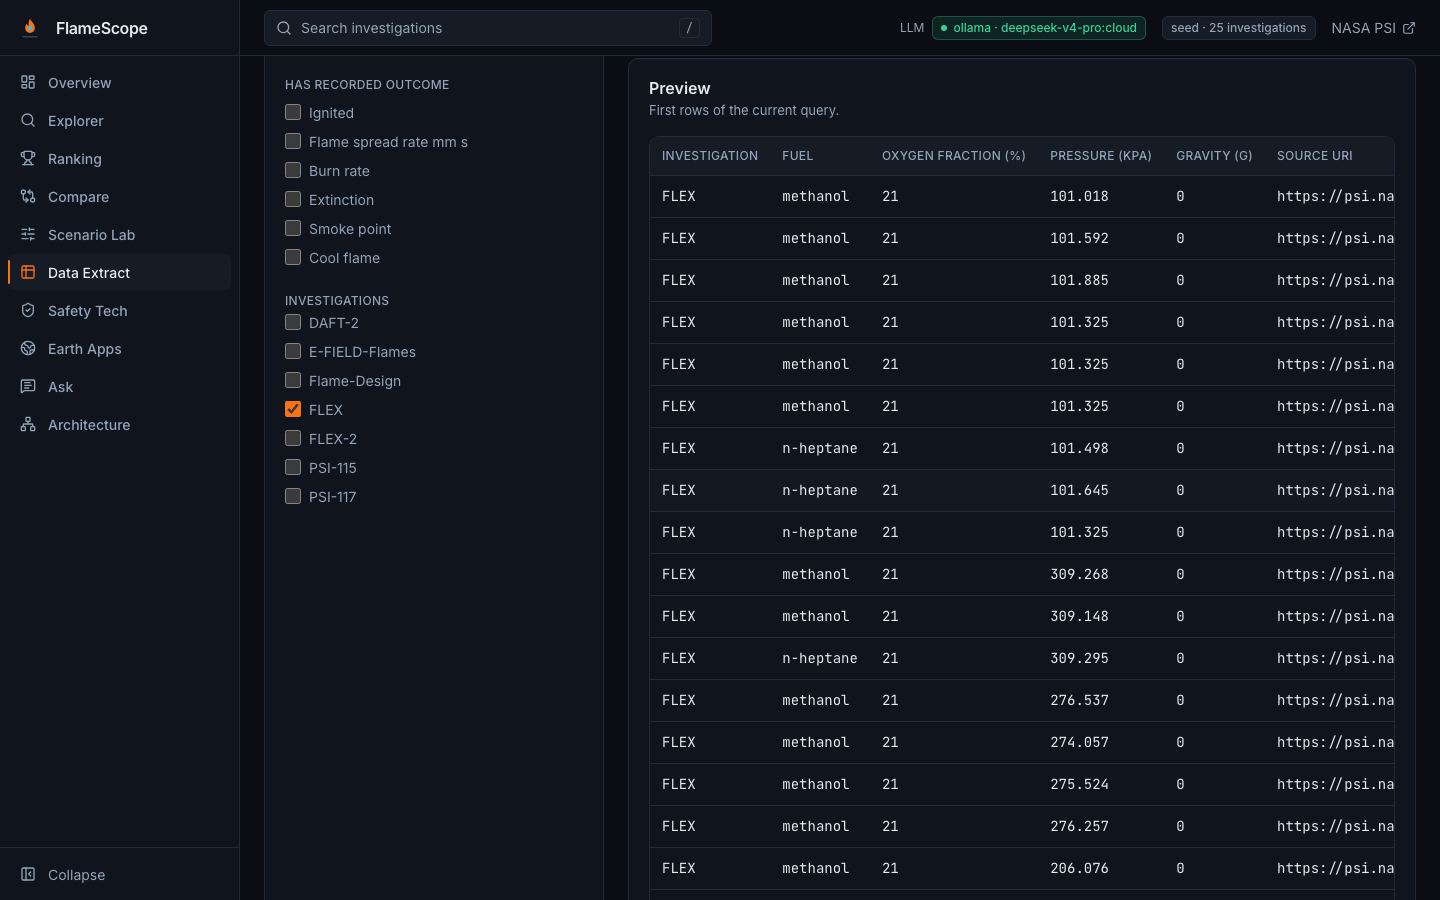 FlameScope
Search investigations
/
LLM
ollama · deepseek-v4-pro:cloud
seed · 25 investigations
NASA PSI
Overview
Explorer
Ranking
Compare
Scenario Lab
Data Extract
Safety Tech
Earth Apps
Ask
Architecture
Collapse
HAS RECORDED OUTCOME
Ignited
Flame spread rate mm s
Burn rate
Extinction
Smoke point
Cool flame
INVESTIGATIONS
DAFT-2
E-FIELD-Flames
Flame-Design
FLEX
FLEX-2
PSI-115
PSI-117
Preview
First rows of the current query.
INVESTIGATION FUEL OXYGEN FRACTION (%) PRESSURE (KPA) GRAVITY (G) SOURCE URI
FLEX methanol 21 101.018 0 https://psi.na
FLEX methanol 21 101.592 0 https://psi.na
FLEX methanol 21 101.885 0 https://psi.na
FLEX methanol 21 101.325 0 https://psi.na
FLEX methanol 21 101.325 0 https://psi.na
FLEX methanol 21 101.325 0 https://psi.na
FLEX n-heptane 21 101.498 0 https://psi.na
FLEX n-heptane 21 101.645 0 https://psi.na
FLEX n-heptane 21 101.325 0 https://psi.na
FLEX methanol 21 309.268 0 https://psi.na
FLEX methanol 21 309.148 0 https://psi.na
FLEX n-heptane 21 309.295 0 https://psi.na
FLEX methanol 21 276.537 0 https://psi.na
FLEX methanol 21 274.057 0 https://psi.na
FLEX methanol 21 275.524 0 https://psi.na
FLEX methanol 21 276.257 0 https://psi.na
FLEX methanol 21 206.076 0 https://psi.na